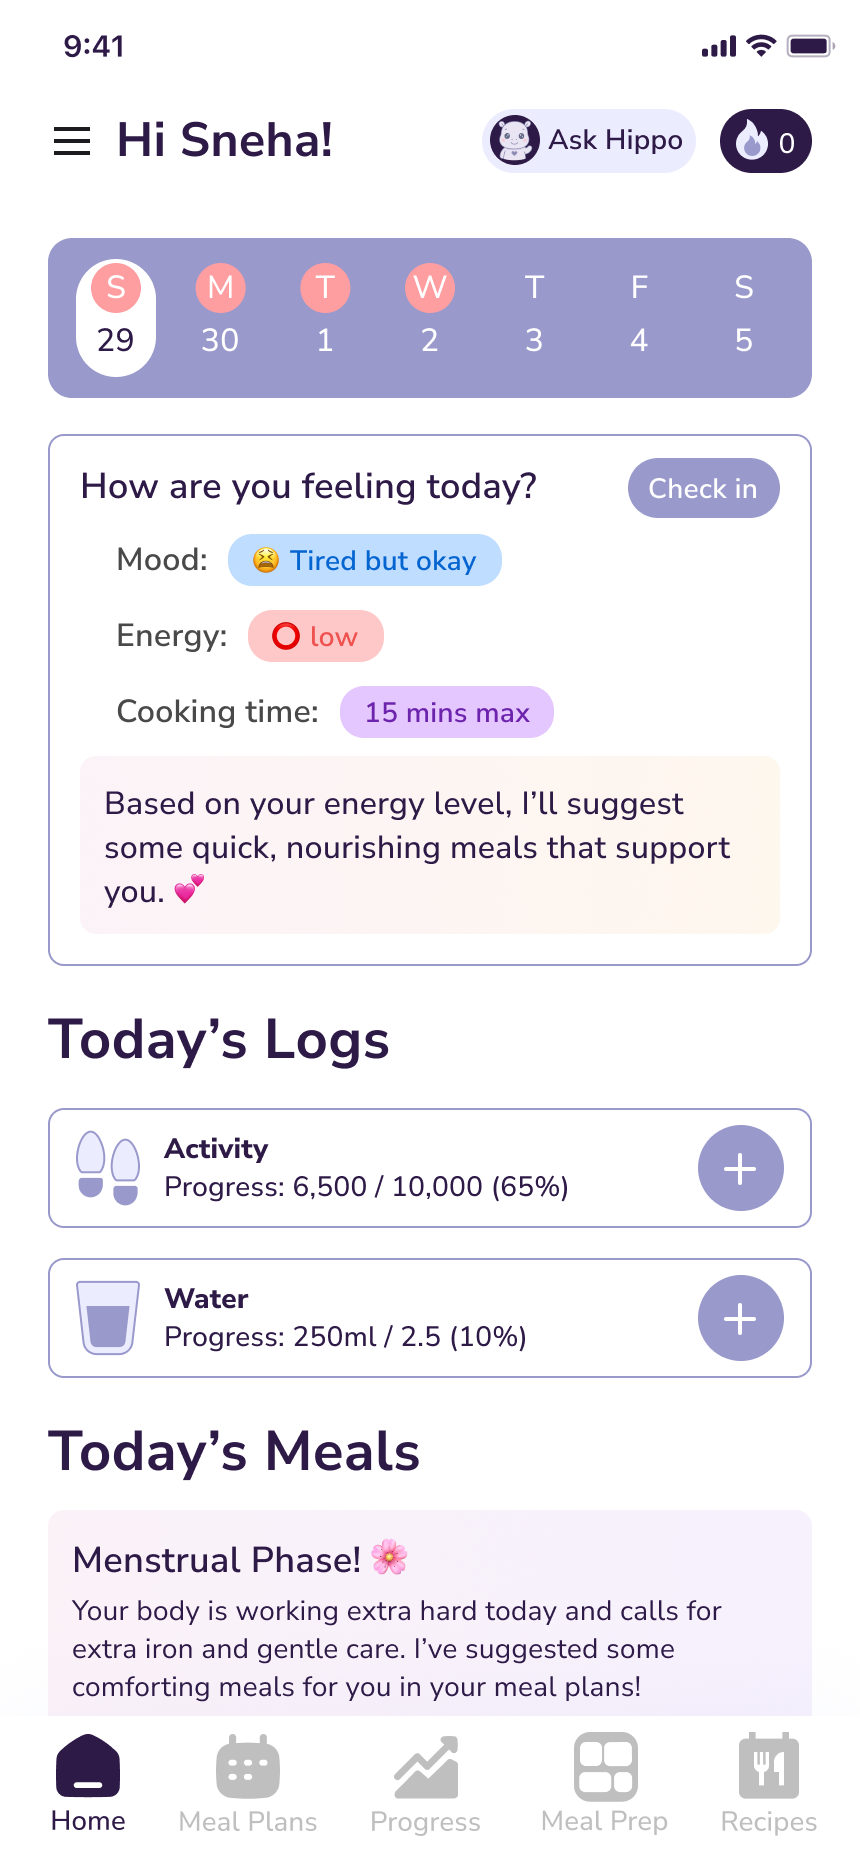 9:41
Hi Sneha!
Ask Hippo
0
S M T W T F S
29 30 1 2 3 4 5
How are you feeling today?
Check in
Mood: 😫 Tired but okay
Energy: ⭕ low
Cooking time: 15 mins max
Based on your energy level, I’ll suggest
some quick, nourishing meals that support
you. 💕
Today’s Logs
Activity
Progress: 6,500 / 10,000 (65%)
Water
Progress: 250ml / 2.5 (10%)
Today’s Meals
Menstrual Phase! 🌸
Your body is working extra hard today and calls for
extra iron and gentle care. I’ve suggested some
comforting meals for you in your meal plans!
Home Meal Plans Progress Meal Prep Recipes